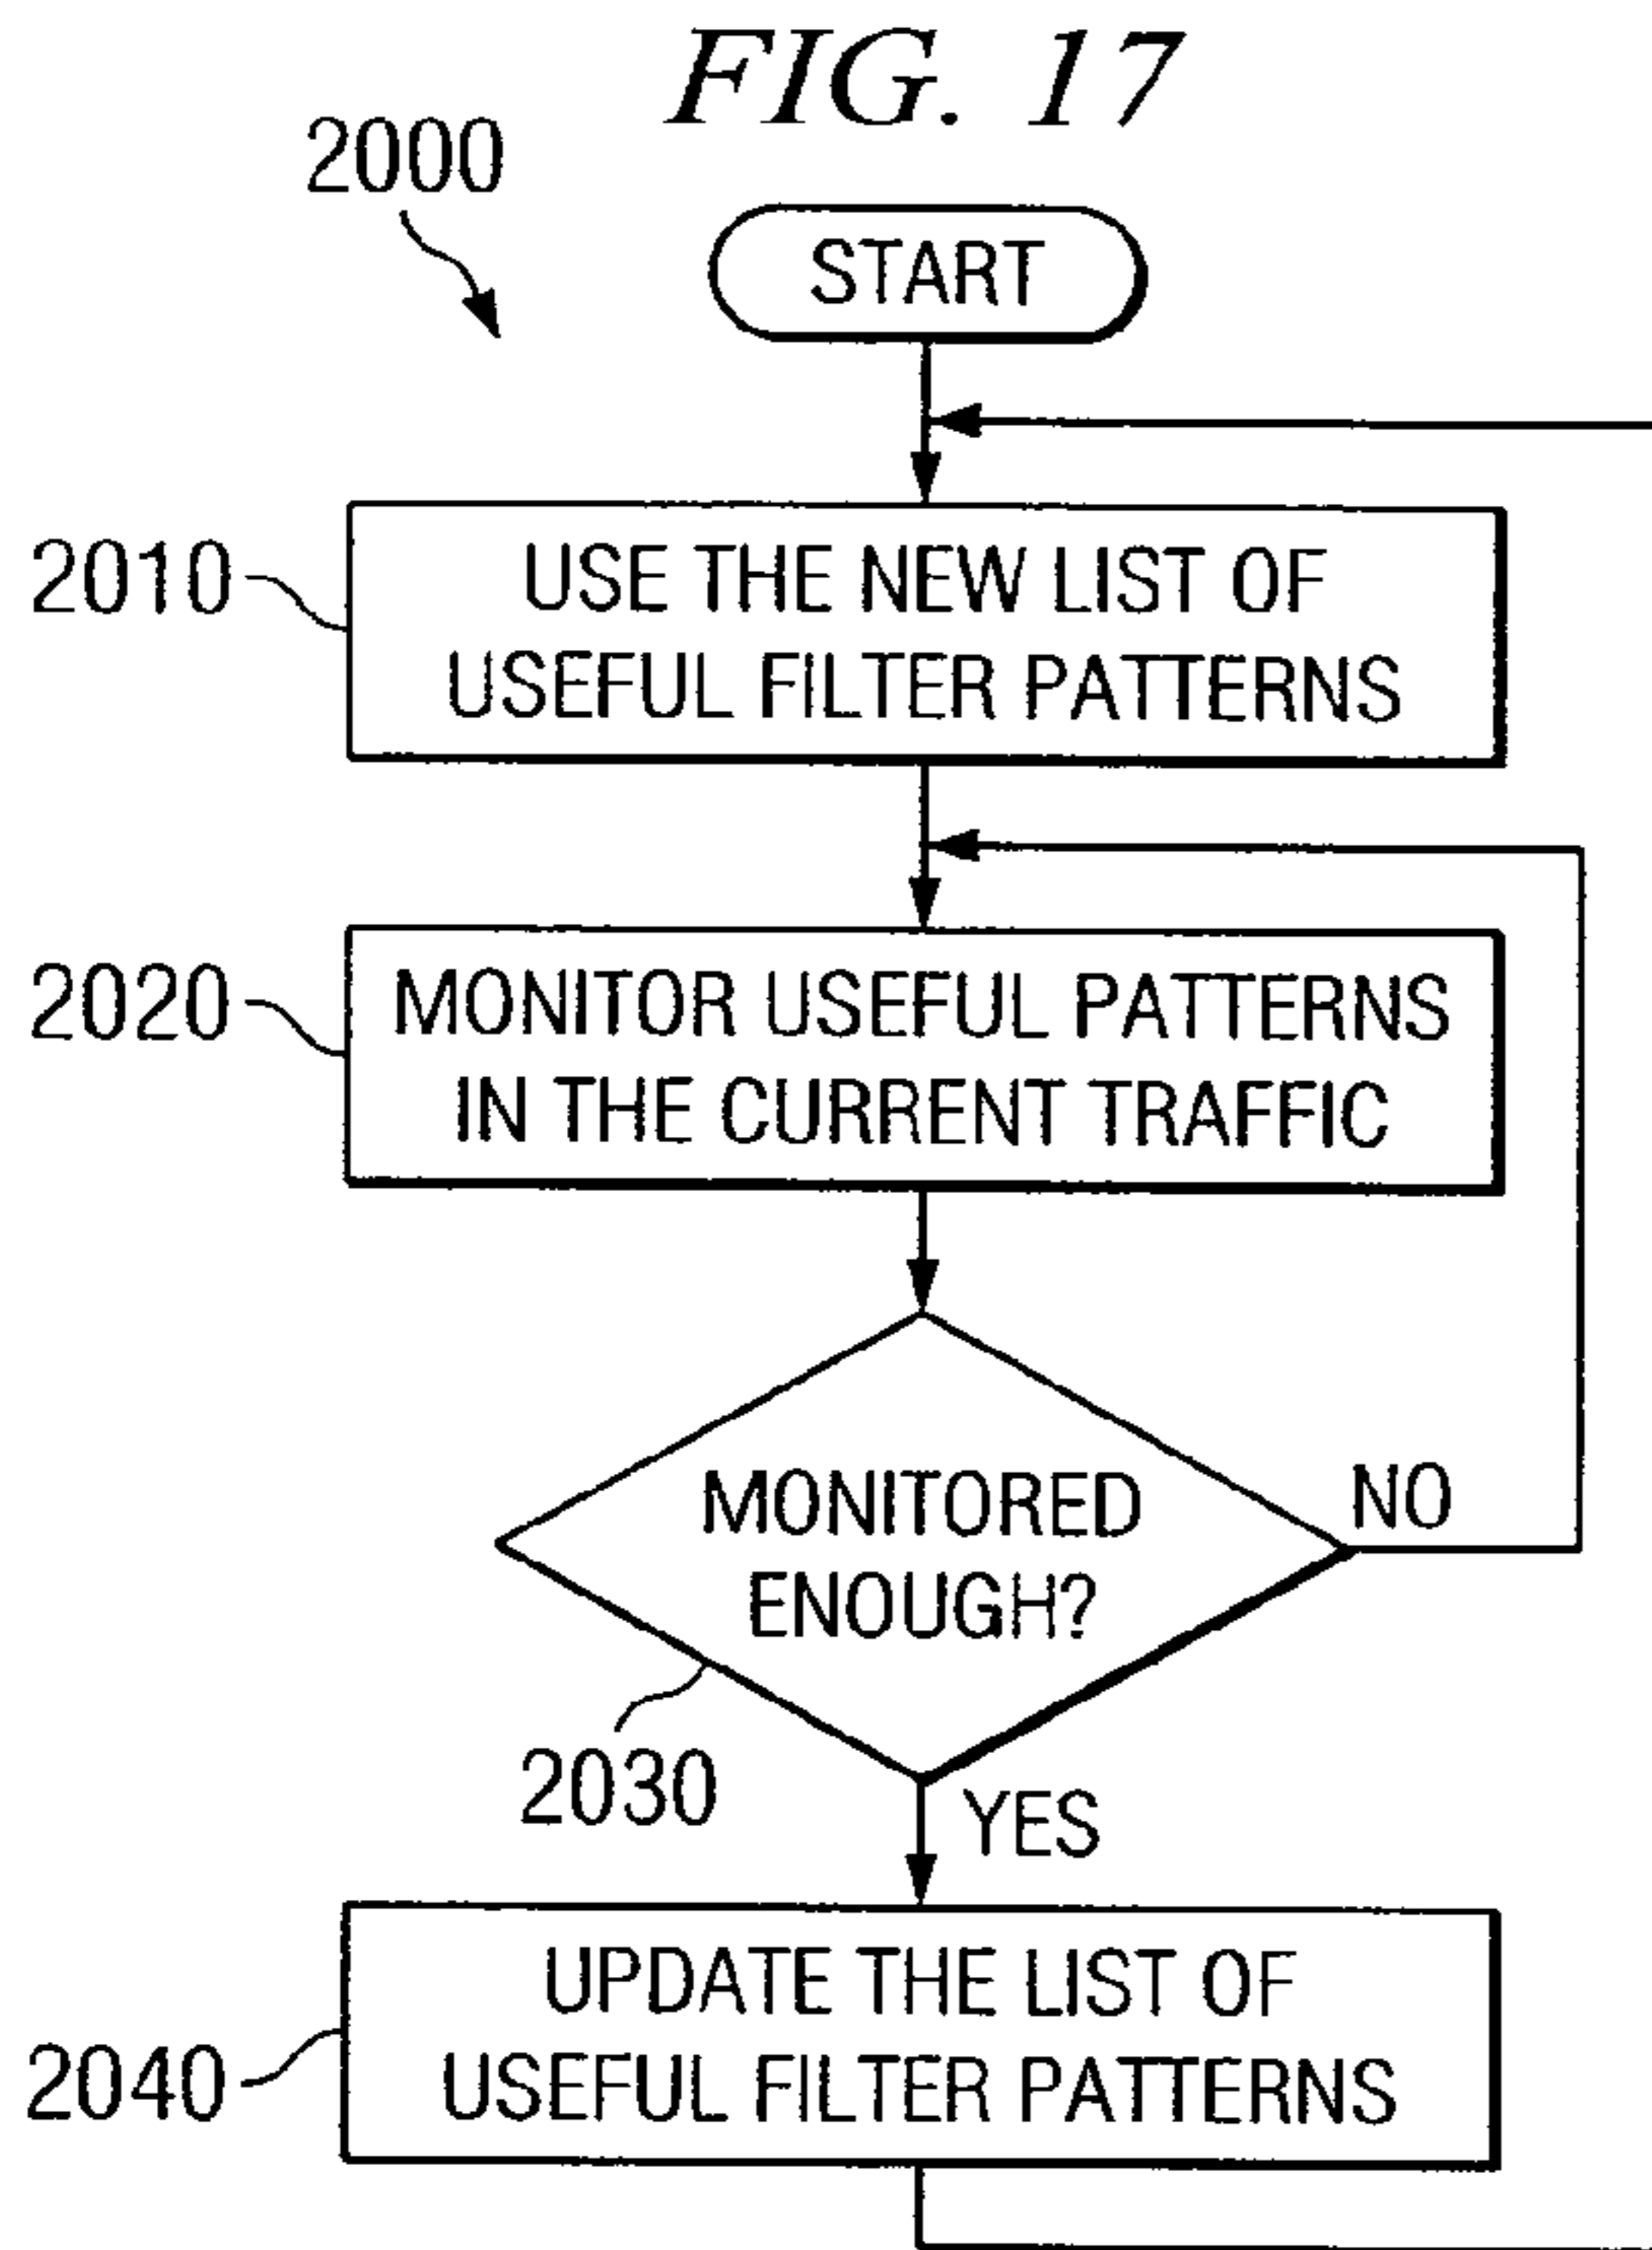 FIG. 17
2000
START
2010
USE THE NEW LIST OF
USEFUL FILTER PATTERNS
2020
MONITOR USEFUL PATTERNS
IN THE CURRENT TRAFFIC
MONITORED
ENOUGH?
NO
2030
YES
2040
UPDATE THE LIST OF
USEFUL FILTER PATTERNS